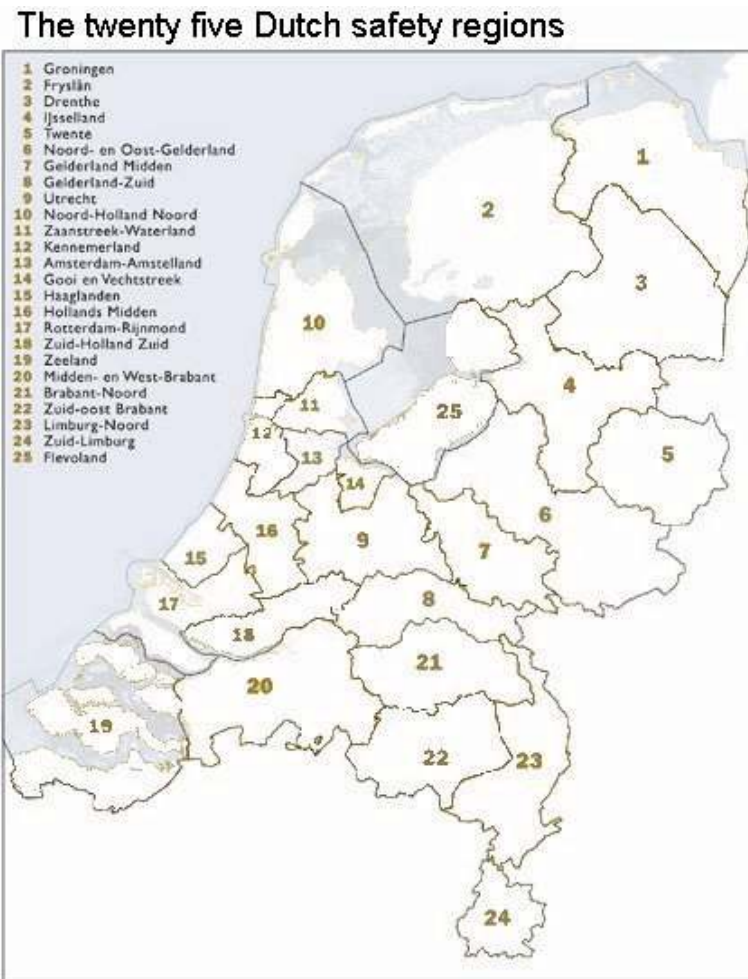 The twenty five Dutch safety regions
1 Groningen
2 Fryslân
3 Drenthe
4 IJsselland
5 Twente
6 Noord- en Oost-Gelderland
7 Gelderland Midden
8 Gelderland-Zuid
9 Utrecht
10 Noord-Holland Noord
11 Zaanstreek-Waterland
12 Kennemerland
13 Amsterdam-Amstelland
14 Gooi en Vechtstreek
15 Haaglanden
16 Hollands Midden
17 Rotterdam-Rijnmond
18 Zuid-Holland Zuid
19 Zeeland
20 Midden- en West-Brabant
21 Brabant-Noord
22 Zuid-oost Brabant
23 Limburg-Noord
24 Zuid-Limburg
25 Flevoland
1
2
3
10
4
11
25
12
13
5
14
6
16
9
15
7
17
8
18
21
20
19
22
23
24